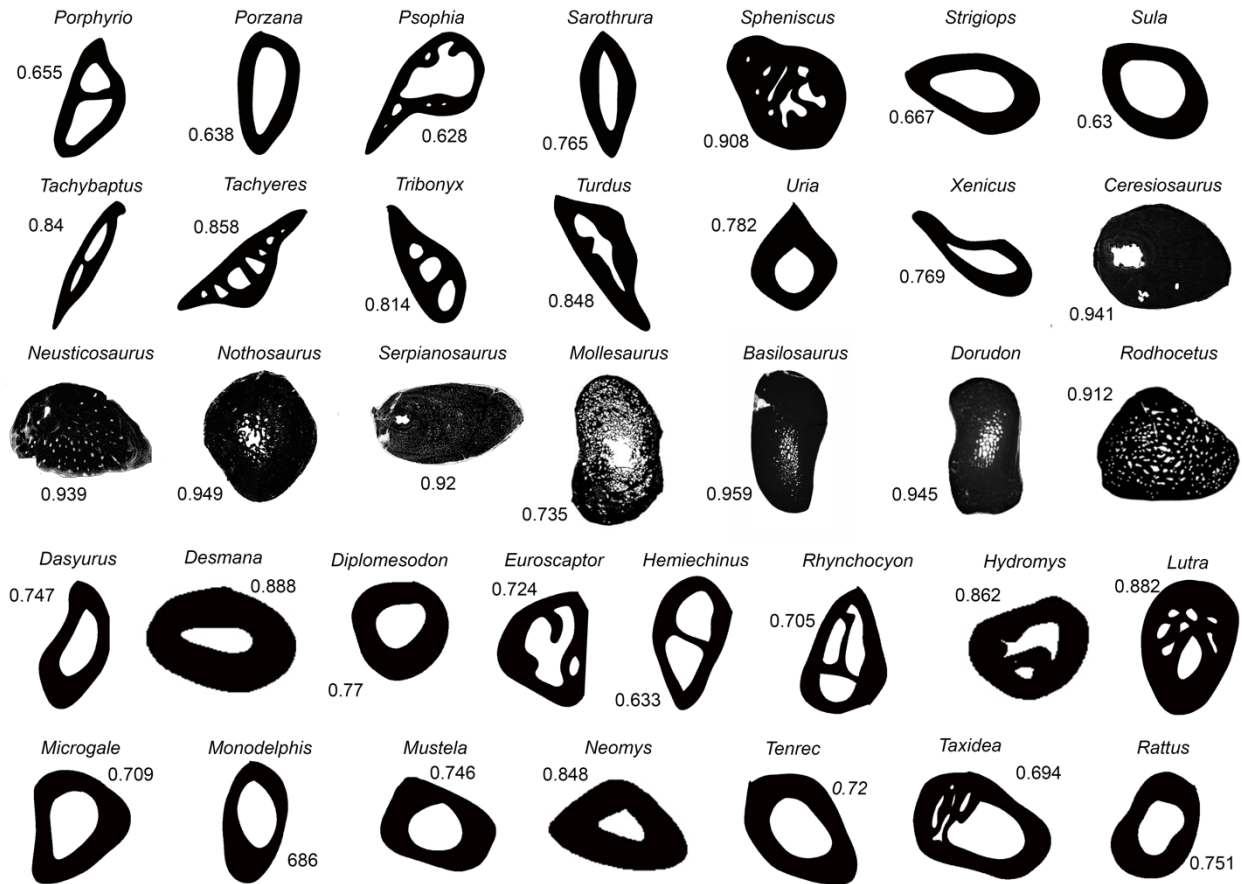 Porphyrio Porzana Psophia Sarothrura Spheniscus Strigiops Sula
0.655 0.638 0.628 0.765 0.908 0.667 0.63
Tachybaptus Tachyeres Tribonyx Turdus Uria Xenicus Ceresiosaurus
0.84 0.858 0.814 0.848 0.782 0.769 0.941
Neusticosaurus Nothosaurus Serpianosaurus Mollesaurus Basilosaurus Dorudon Rodhocetus
0.939 0.949 0.92 0.735 0.959 0.945 0.912
Dasyurus Desmana Diplomesodon Euroscaptor Hemiechinus Rhynchocyon Hydromys Lutra
0.747 0.888 0.77 0.724 0.633 0.705 0.862 0.882
Microgale Monodelphis Mustela Neomys Tenrec Taxidea Rattus
0.709 686 0.746 0.848 0.72 0.694 0.751